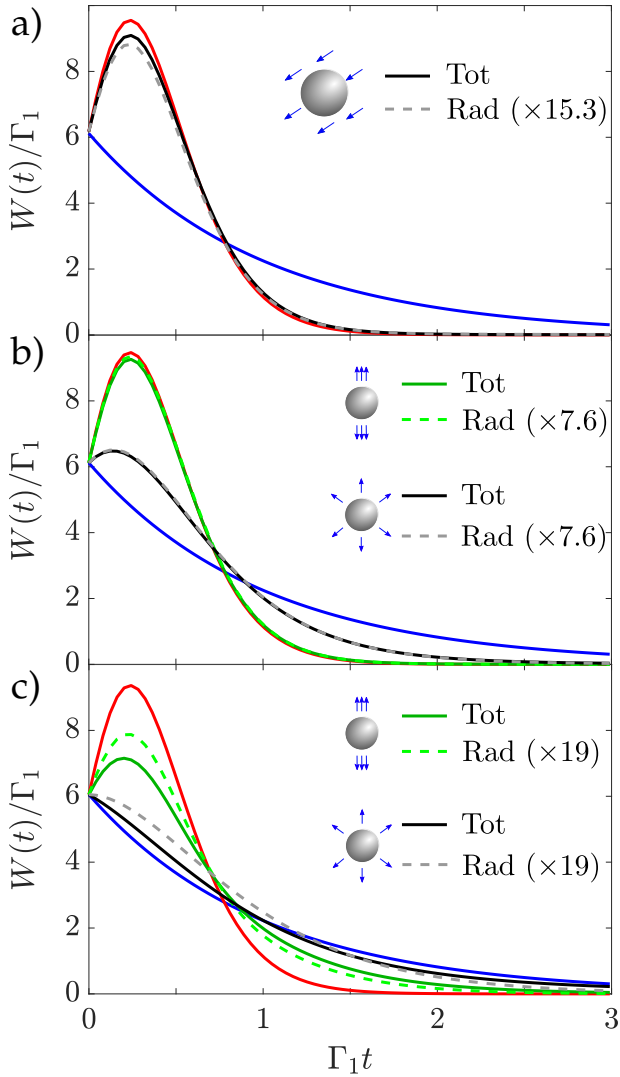 a)
8
6
4
2
0
W(t)/Γ₁
Tot
Rad (×15.3)
b)
8
6
4
2
0
W(t)/Γ₁
Tot
Rad (×7.6)
Tot
Rad (×7.6)
c)
8
6
4
2
0
W(t)/Γ₁
Tot
Rad (×19)
Tot
Rad (×19)
0 1 2 3
Γ₁t